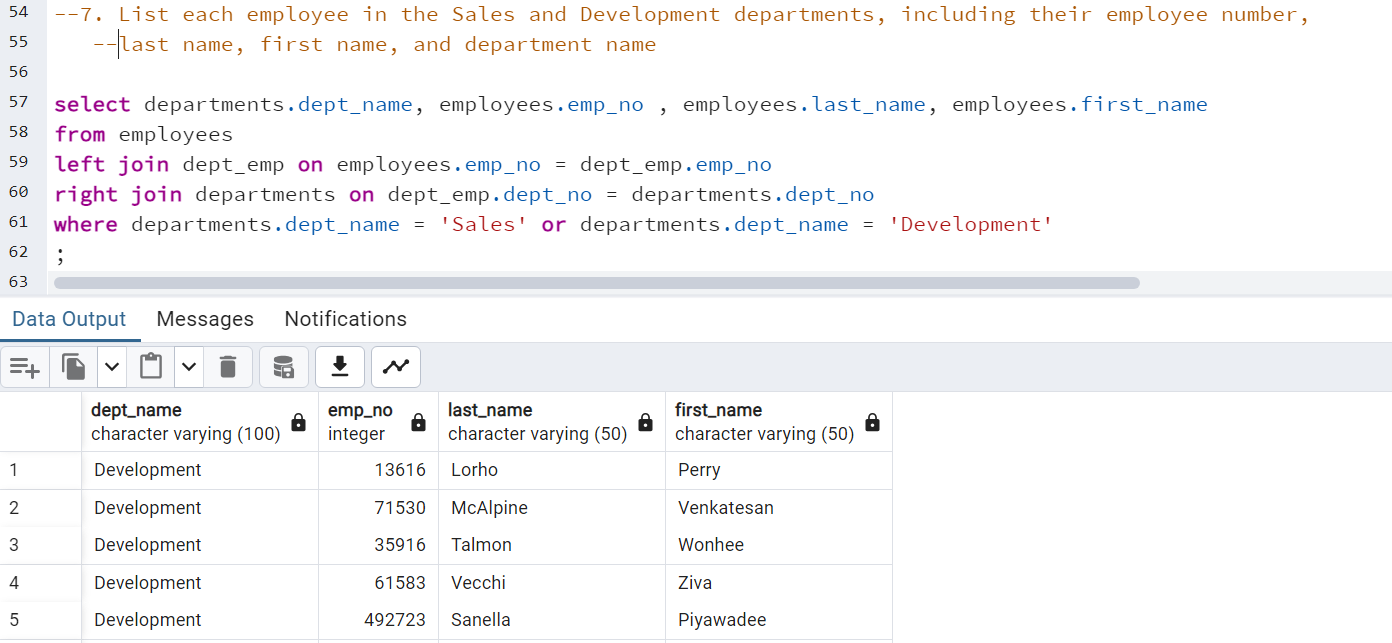 54 --7. List each employee in the Sales and Development departments, including their employee number,
55 --last name, first name, and department name
56
57 select departments.dept_name, employees.emp_no , employees.last_name, employees.first_name
58 from employees
59 left join dept_emp on employees.emp_no = dept_emp.emp_no
60 right join departments on dept_emp.dept_no = departments.dept_no
61 where departments.dept_name = 'Sales' or departments.dept_name = 'Development'
62 ;
63
Data Output Messages Notifications
dept_name emp_no last_name first_name
character varying (100) integer character varying (50) character varying (50)
1 Development 13616 Lorho Perry
2 Development 71530 McAlpine Venkatesan
3 Development 35916 Talmon Wonhee
4 Development 61583 Vecchi Ziva
5 Development 492723 Sanella Piyawadee